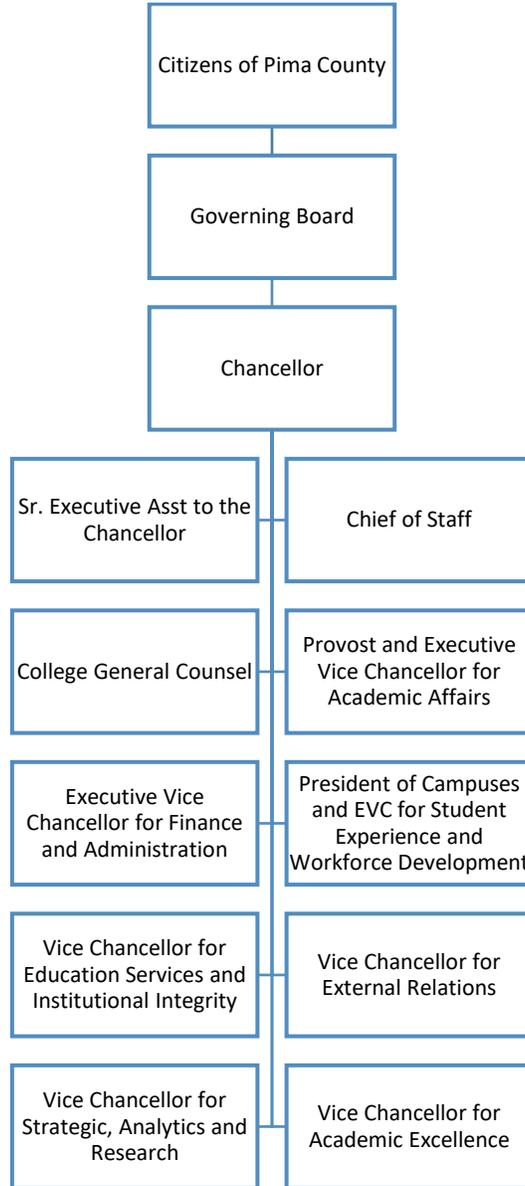 Citizens of Pima County
Governing Board
Chancellor
Sr. Executive Asst to the
Chancellor
Chief of Staff
College General Counsel
Provost and Executive
Vice Chancellor for
Academic Affairs
Executive Vice
Chancellor for Finance
and Administration
President of Campuses
and EVC for Student
Experience and
Workforce Development
Vice Chancellor for
Education Services and
Institutional Integrity
Vice Chancellor for
External Relations
Vice Chancellor for
Strategic, Analytics and
Research
Vice Chancellor for
Academic Excellence